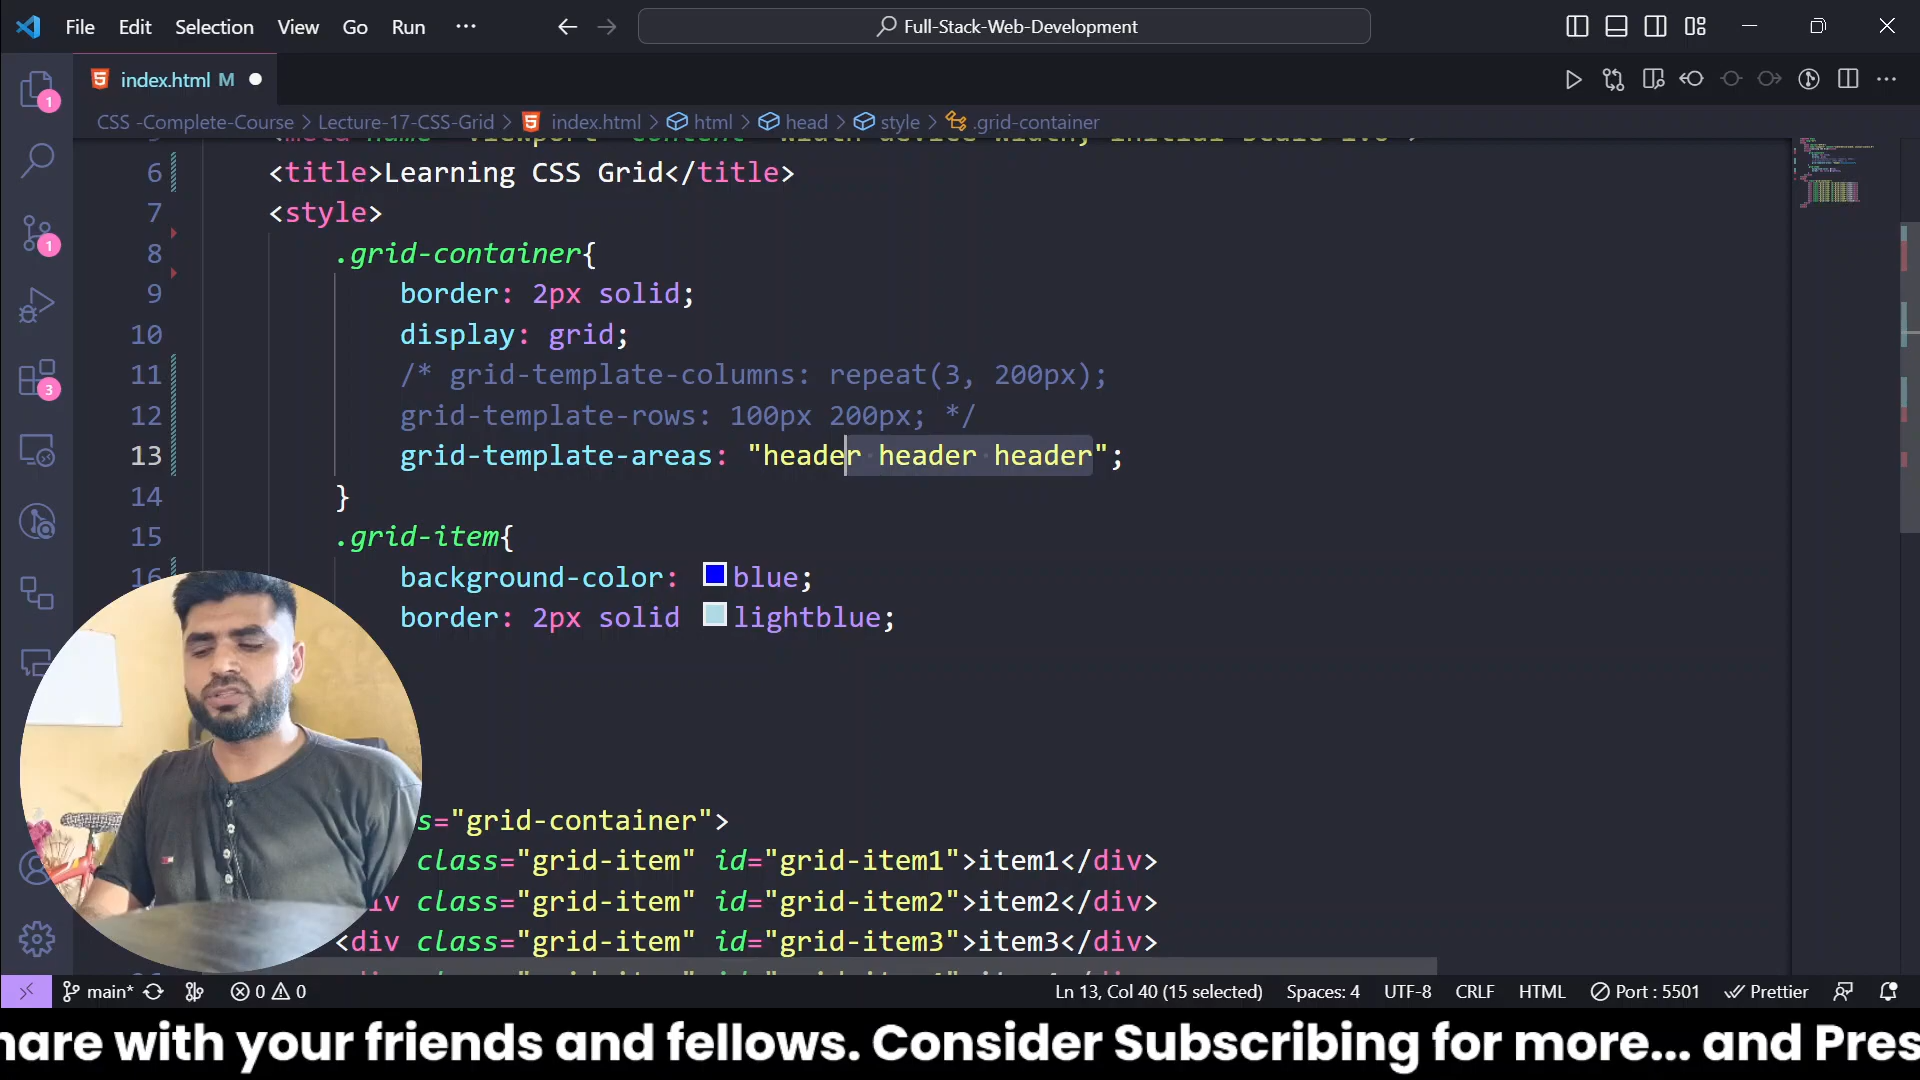 File Edit Selection View Go Run ···
Full-Stack-Web-Development
index.html M
CSS -Complete-Course > Lecture-17-CSS-Grid > index.html > html > head > style > .grid-container
6 <title>Learning CSS Grid</title>
7 <style>
8 .grid-container{
9 border: 2px solid;
10 display: grid;
11 /* grid-template-columns: repeat(3, 200px);
12 grid-template-rows: 100px 200px; */
13 grid-template-areas: "header header header";
14 }
15 .grid-item{
16 background-color: blue;
border: 2px solid lightblue;
s="grid-container">
class="grid-item" id="grid-item1">item1</div>
iv class="grid-item" id="grid-item2">item2</div>
<div class="grid-item" id="grid-item3">item3</div>
1
1
3
main* 0 0 Ln 13, Col 40 (15 selected) Spaces: 4 UTF-8 CRLF HTML Port : 5501 Prettier
hare with your friends and fellows. Consider Subscribing for more... and Pres